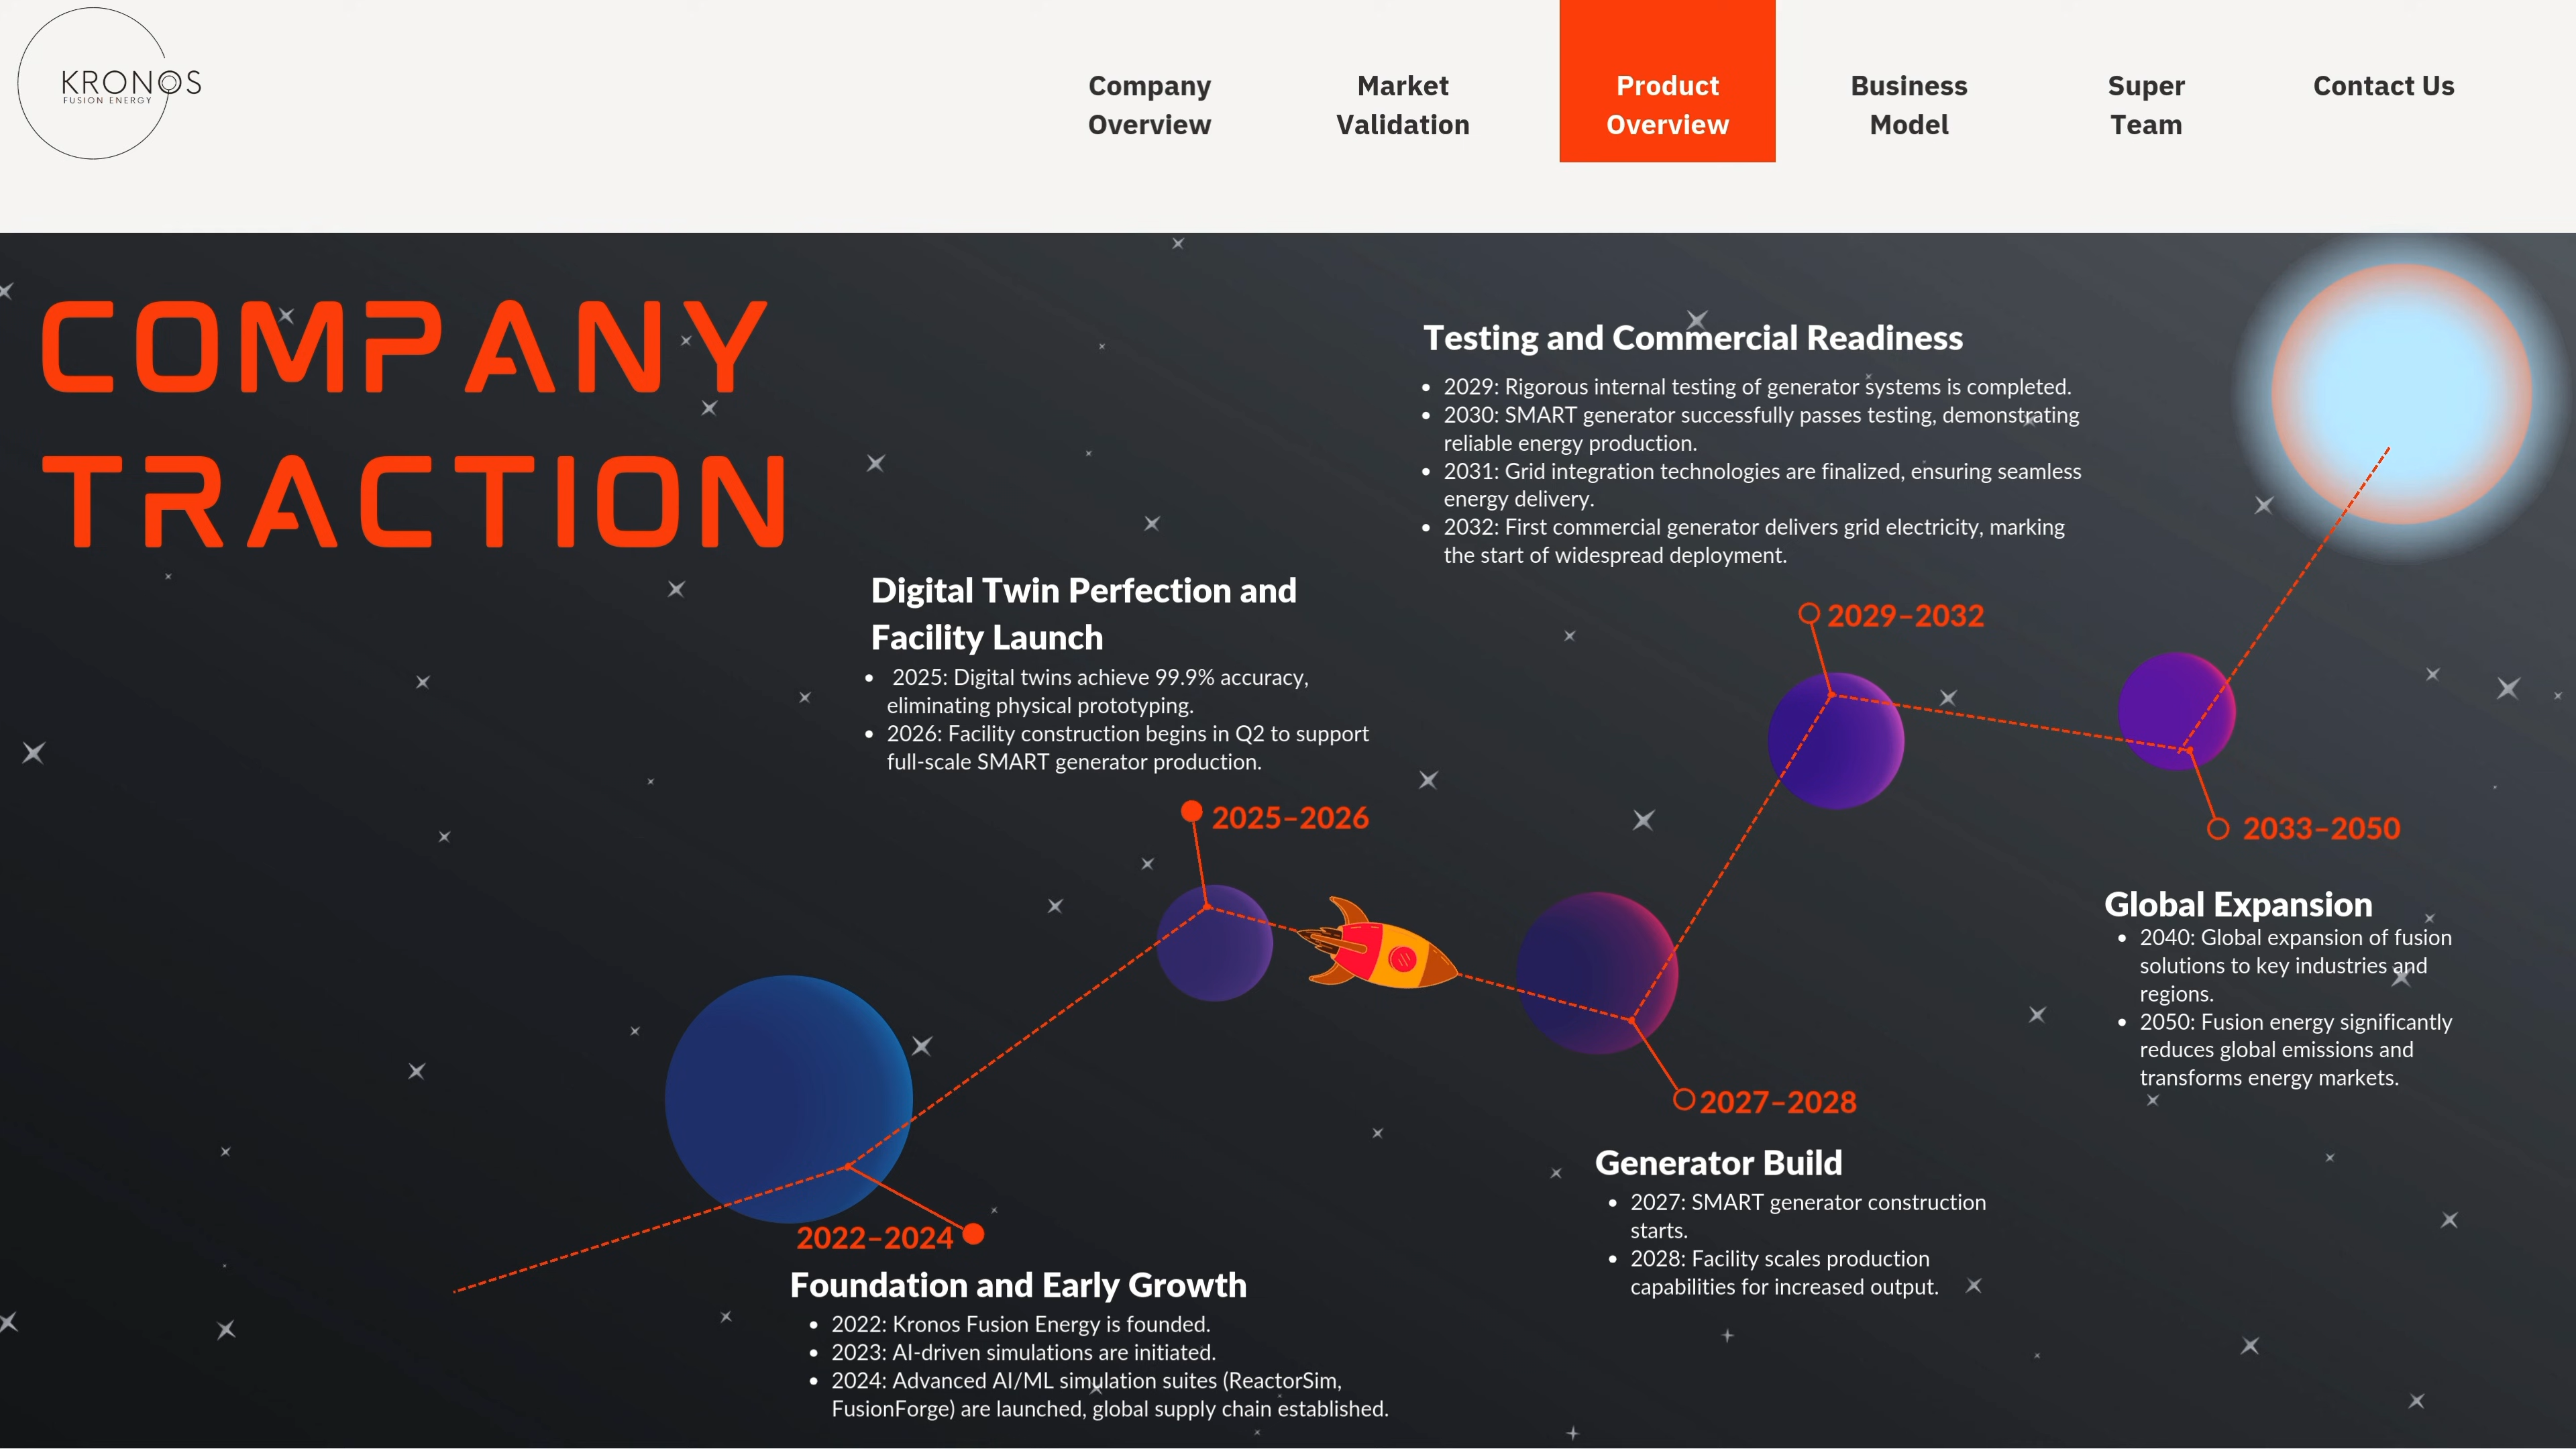 KRONOS
FUSION ENERGY
Company
Overview
Market
Validation
Product
Overview
Business
Model
Super
Team
Contact Us
COMPANY
TRACTION
Testing and Commercial Readiness
• 2029: Rigorous internal testing of generator systems is completed.
• 2030: SMART generator successfully passes testing, demonstrating
reliable energy production.
• 2031: Grid integration technologies are finalized, ensuring seamless
energy delivery.
• 2032: First commercial generator delivers grid electricity, marking
the start of widespread deployment.
2029–2032
Digital Twin Perfection and
Facility Launch
• 2025: Digital twins achieve 99.9% accuracy,
eliminating physical prototyping.
• 2026: Facility construction begins in Q2 to support
full-scale SMART generator production.
2025–2026
2033–2050
Global Expansion
• 2040: Global expansion of fusion
solutions to key industries and
regions.
• 2050: Fusion energy significantly
reduces global emissions and
transforms energy markets.
2027–2028
Generator Build
• 2027: SMART generator construction
starts.
• 2028: Facility scales production
capabilities for increased output.
2022–2024
Foundation and Early Growth
• 2022: Kronos Fusion Energy is founded.
• 2023: AI-driven simulations are initiated.
• 2024: Advanced AI/ML simulation suites (ReactorSim,
FusionForge) are launched, global supply chain established.